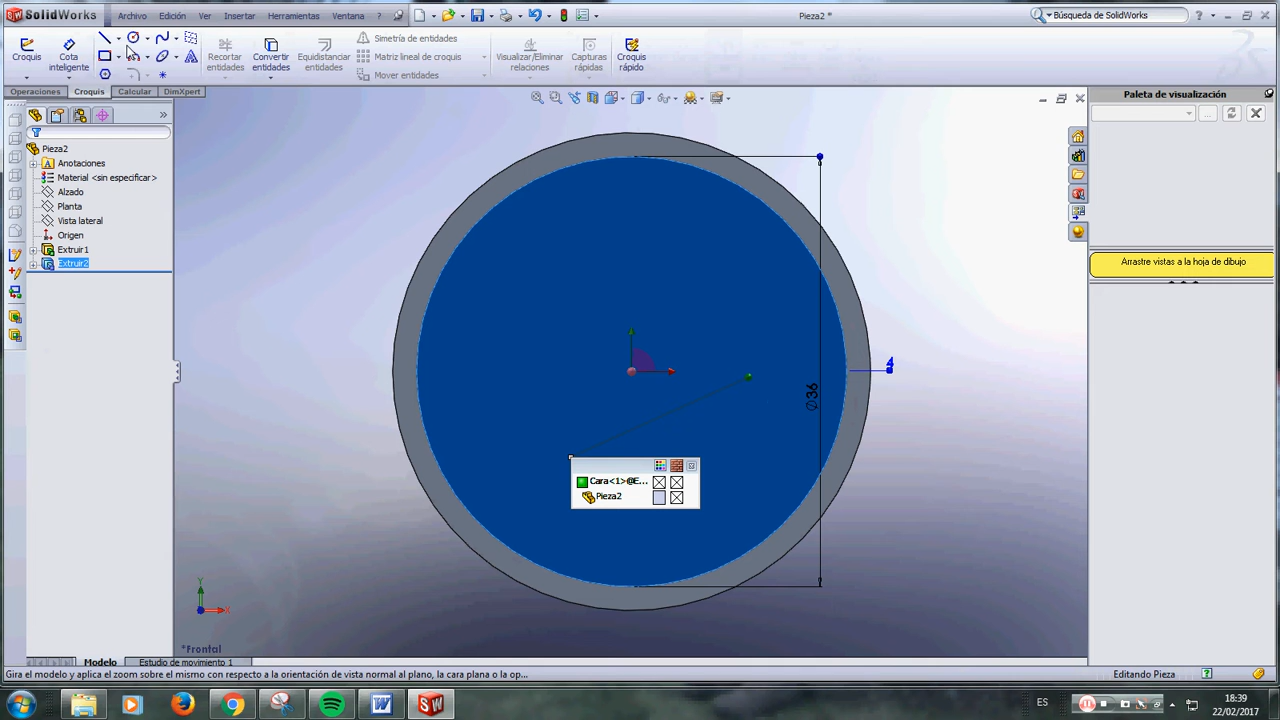 SolidWorks
Archivo Edición Ver Insertar Herramientas Ventana ?
Pieza2 *
Búsqueda de SolidWorks
Croquis
Cota inteligente
Recortar entidades
Convertir entidades
Equidistanciar entidades
Simetría de entidades
Matriz lineal de croquis
Mover entidades
Visualizar/Eliminar relaciones
Capturas rápidas
Croquis rápido
Operaciones Croquis Calcular DimXpert
Paleta de visualización
Pieza2
Anotaciones
Material <sin especificar>
Alzado
Planta
Vista lateral
Origen
Extruir1
Extruir2
Arrastre vistas a la hoja de dibujo
4
∅36
Cara<1>@E...
Pieza2
Y
X
*Frontal
Modelo Estudio de movimiento 1
Gira el modelo y aplica el zoom sobre el mismo con respecto a la orientación de vista normal al plano, la cara plana o la op...
Editando Pieza
ES
18:39
22/02/2017